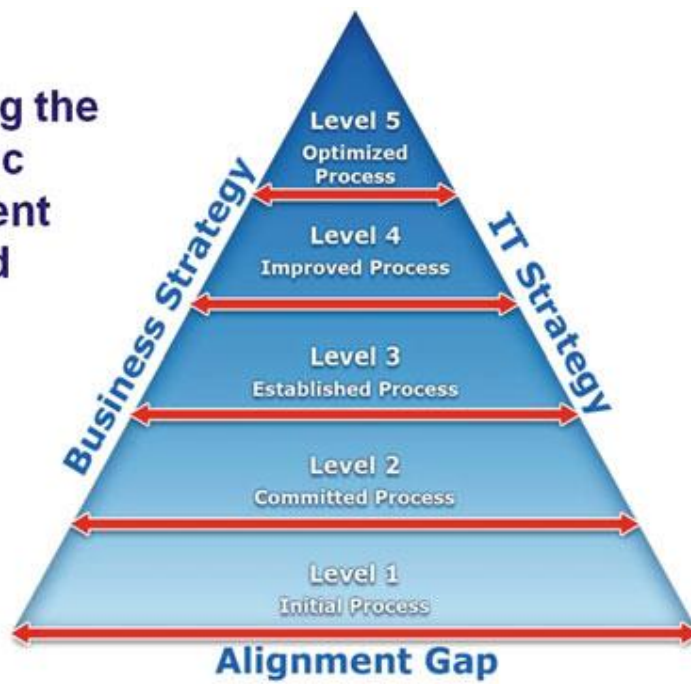 g the
ic
ent
d
Level 5
Optimized
Process
Level 4
Improved Process
Level 3
Established Process
Level 2
Committed Process
Level 1
Initial Process
Business Strategy
IT Strategy
Alignment Gap